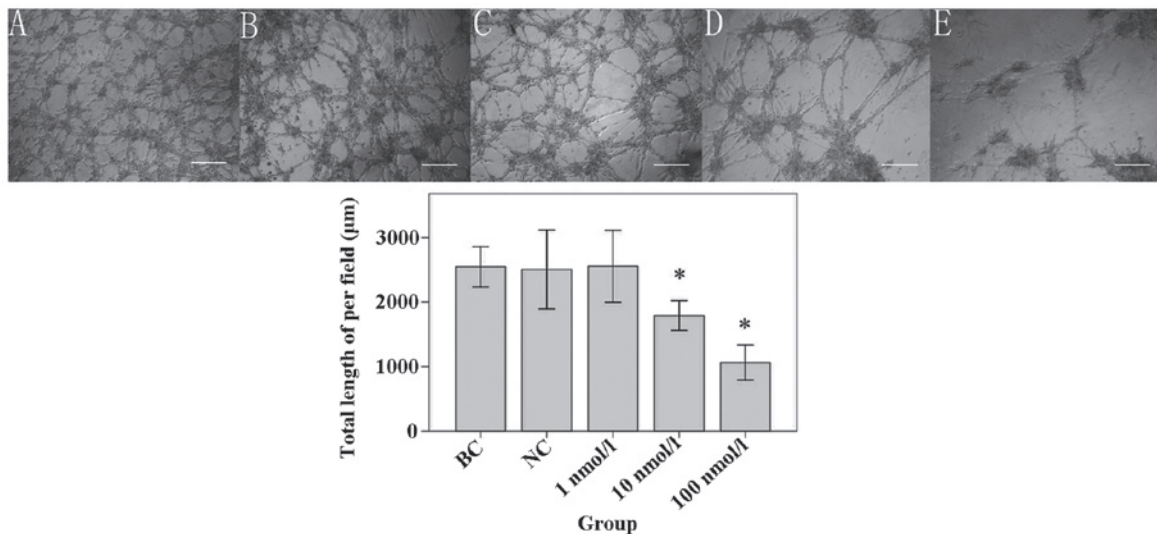 A B C D E
Total length of per field (μm)
3000
2000
1000
0
*
*
BC NC 1 nmol/l 10 nmol/l 100 nmol/l
Group